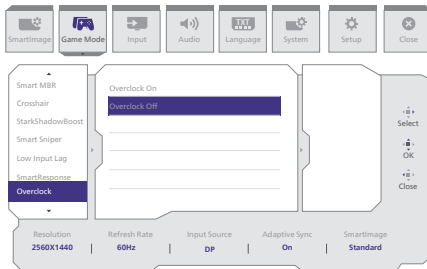 SmartImage
Game Mode
Input
Audio
TXT
Language
System
Setup
Close
Smart MBR
Crosshair
StarkShadowBoost
Smart Sniper
Low Input Lag
SmartResponse
Overclock
Overclock On
Overclock Off
Select
OK
Close
Resolution
2560X1440
Refresh Rate
60Hz
Input Source
DP
Adaptive Sync
On
SmartImage
Standard